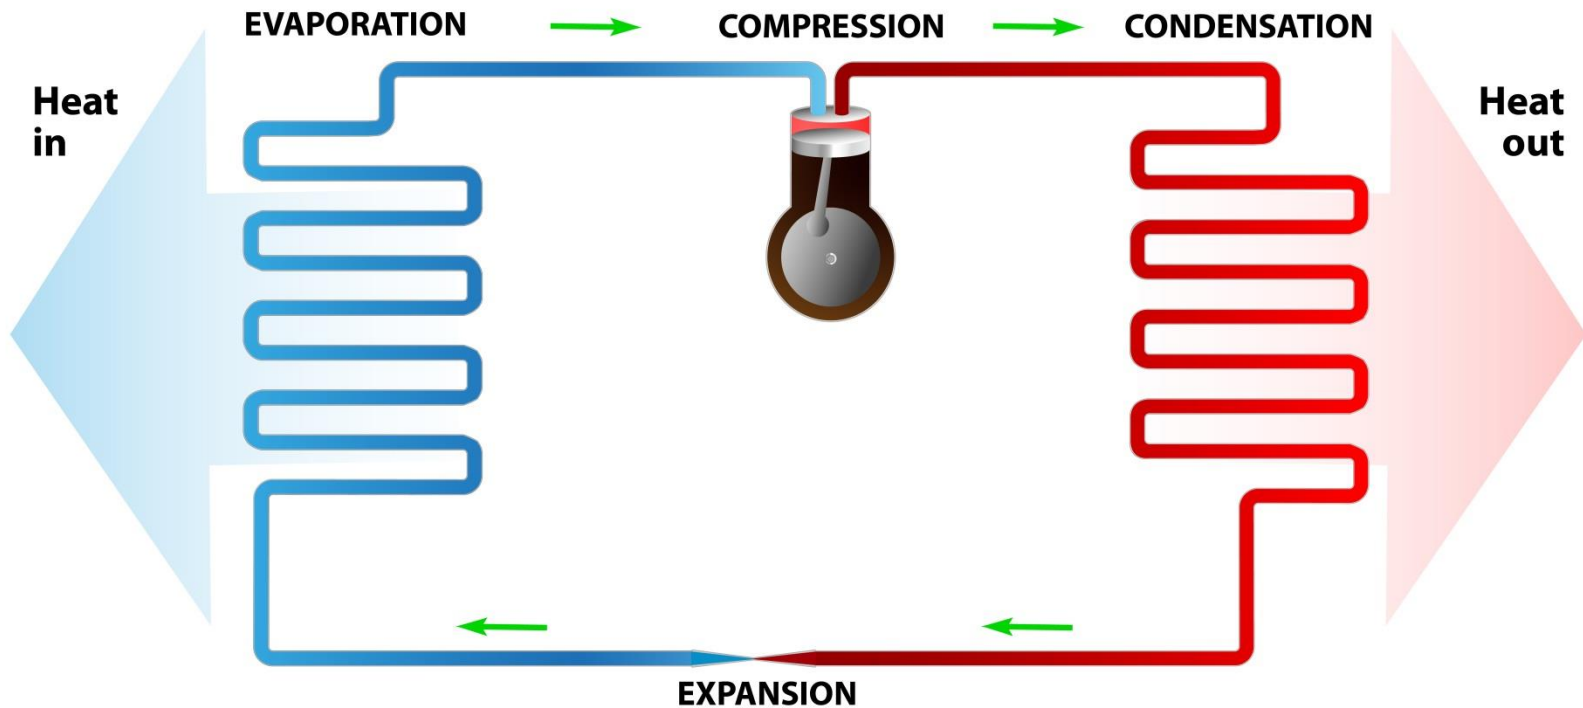 EVAPORATION
COMPRESSION
CONDENSATION
Heat
in
Heat
out
EXPANSION